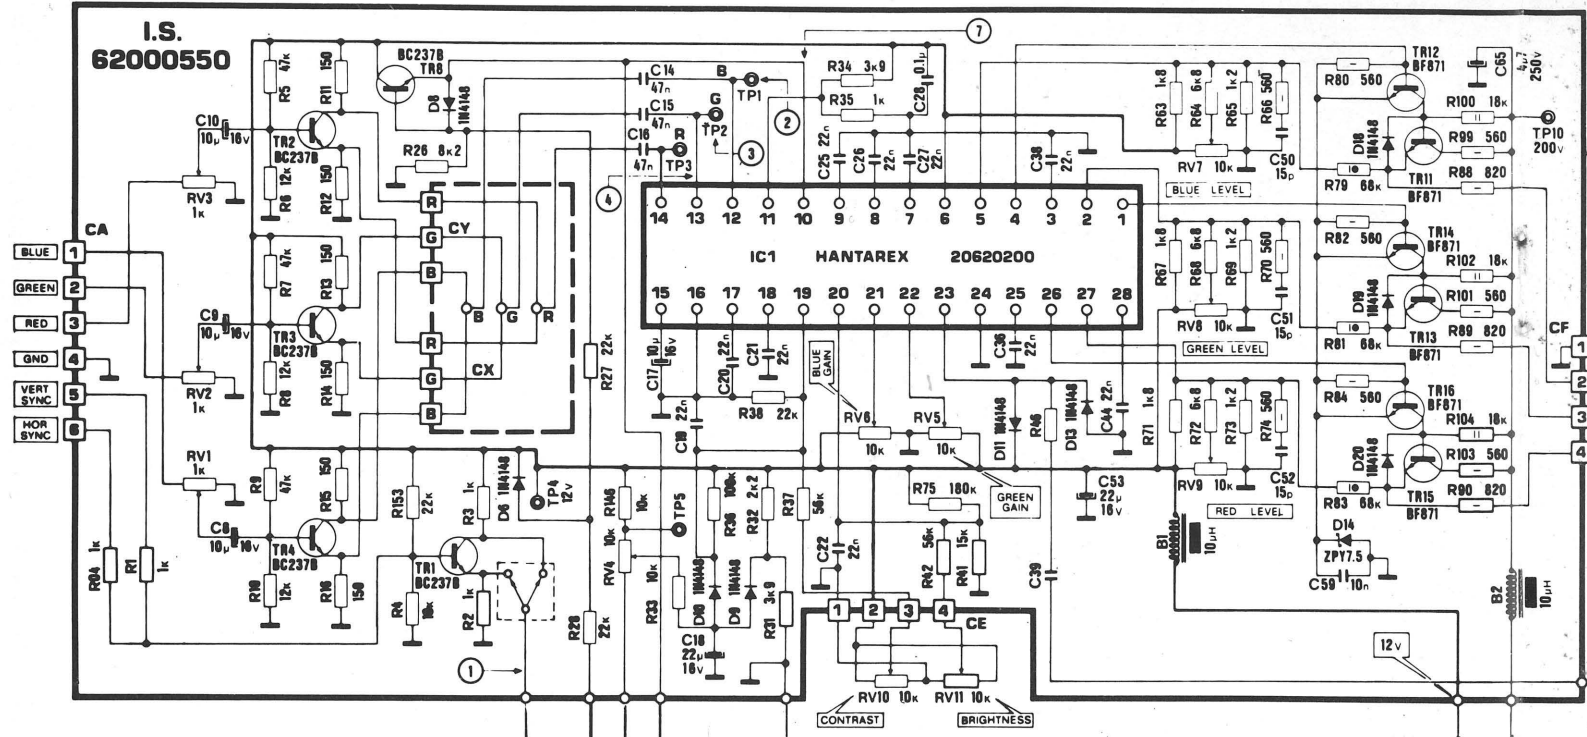 I.S.
62000550
CA
BLUE 1
GREEN 2
RED 3
GND 4
VERT SYNC 5
HOR SYNC 6
R04 1K
R1 1K
C10 10µ 16V
RV3 1K
C9 10µ 16V
RV2 1K
RV1 1K
C8 10µ 16V
R5 47K
R11 150
TR2 BC237B
R6 12K
R12 150
R7 47K
R13 150
TR3 BC237B
R8 12K
R14 150
R9 47K
R15 150
TR4 BC237B
R10 12K
R16 150
BC237B TR8
D8 1N4148
R26 8K2
R G B CY
B G R
R G B CX
R153 22K
R3 1K
D6 1N4148
TP4 12V
TR1 BC237B
R4 10K
R2 1K
1
R27 22K
R28 22K
C14 47n
C15 47n
C16 47n
B TP1
G TP2
R TP3
2
3
4
7
R34 3K9
R35 1K
C28 0.1µ
C25 22n
C26 22n
C27 22n
C38 22n
14 13 12 11 10 9 8 7 6 5 4 3 2 1
IC1 HANTAREX 20620200
15 16 17 18 19 20 21 22 23 24 25 26 27 28
C17 10µ 16V
C20 22n
C21 22n
C19 22n
R38 22K
BLUE GAIN
RV6 10K
RV5 10K
GREEN GAIN
C36 22n
D11 1N4148
R46
D13 1N4148
C44 22n
R146 10K
TP5
RV4 10K
R33 10K
R36 100K
R32 2K2
R37 56K
D10 1N4148
D9 1N4148
R31 3K9
C18 22µ 16V
C22 22n
R75 180K
R42 56K
R41 15K
C39
C53 22µ 16V
1 2 3 4 CE
RV10 10K
RV11 10K
CONTRAST
BRIGHTNESS
R63 1K8
R64 6K8
R65 1K2
R66 560
RV7 10K
C50 15p
BLUE LEVEL
R67 1K8
R68 6K8
R69 1K2
R70 560
RV8 10K
C51 15p
GREEN LEVEL
R71 1K8
R72 6K8
R73 1K2
R74 560
RV9 10K
C52 15p
RED LEVEL
B1 10µH
R80 560
TR12 BF871
C65 4µ7 250V
R100 18K
TP10 200V
D18 1N4148
R99 560
R79 68K
TR11 BF871
R88 820
R82 560
TR14 BF871
R102 18K
D19 1N4148
R101 560
R81 68K
TR13 BF871
R89 820
R84 560
TR16 BF871
R104 18K
D20 1N4148
R103 560
R83 68K
TR15 BF871
R90 820
CF
1
2
3
4
D14 ZPY7.5
C59 10n
B2 10µH
12V